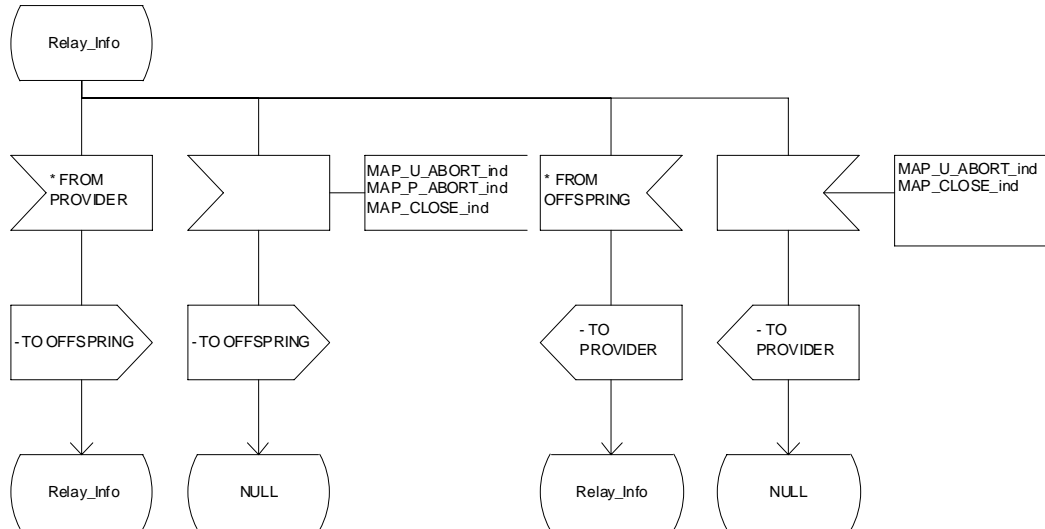 Relay_Info
* FROM
PROVIDER
MAP_U_ABORT_ind
MAP_P_ABORT_ind
MAP_CLOSE_ind
* FROM
OFFSPRING
MAP_U_ABORT_ind
MAP_CLOSE_ind
- TO OFFSPRING
- TO OFFSPRING
- TO
PROVIDER
- TO
PROVIDER
Relay_Info
NULL
Relay_Info
NULL